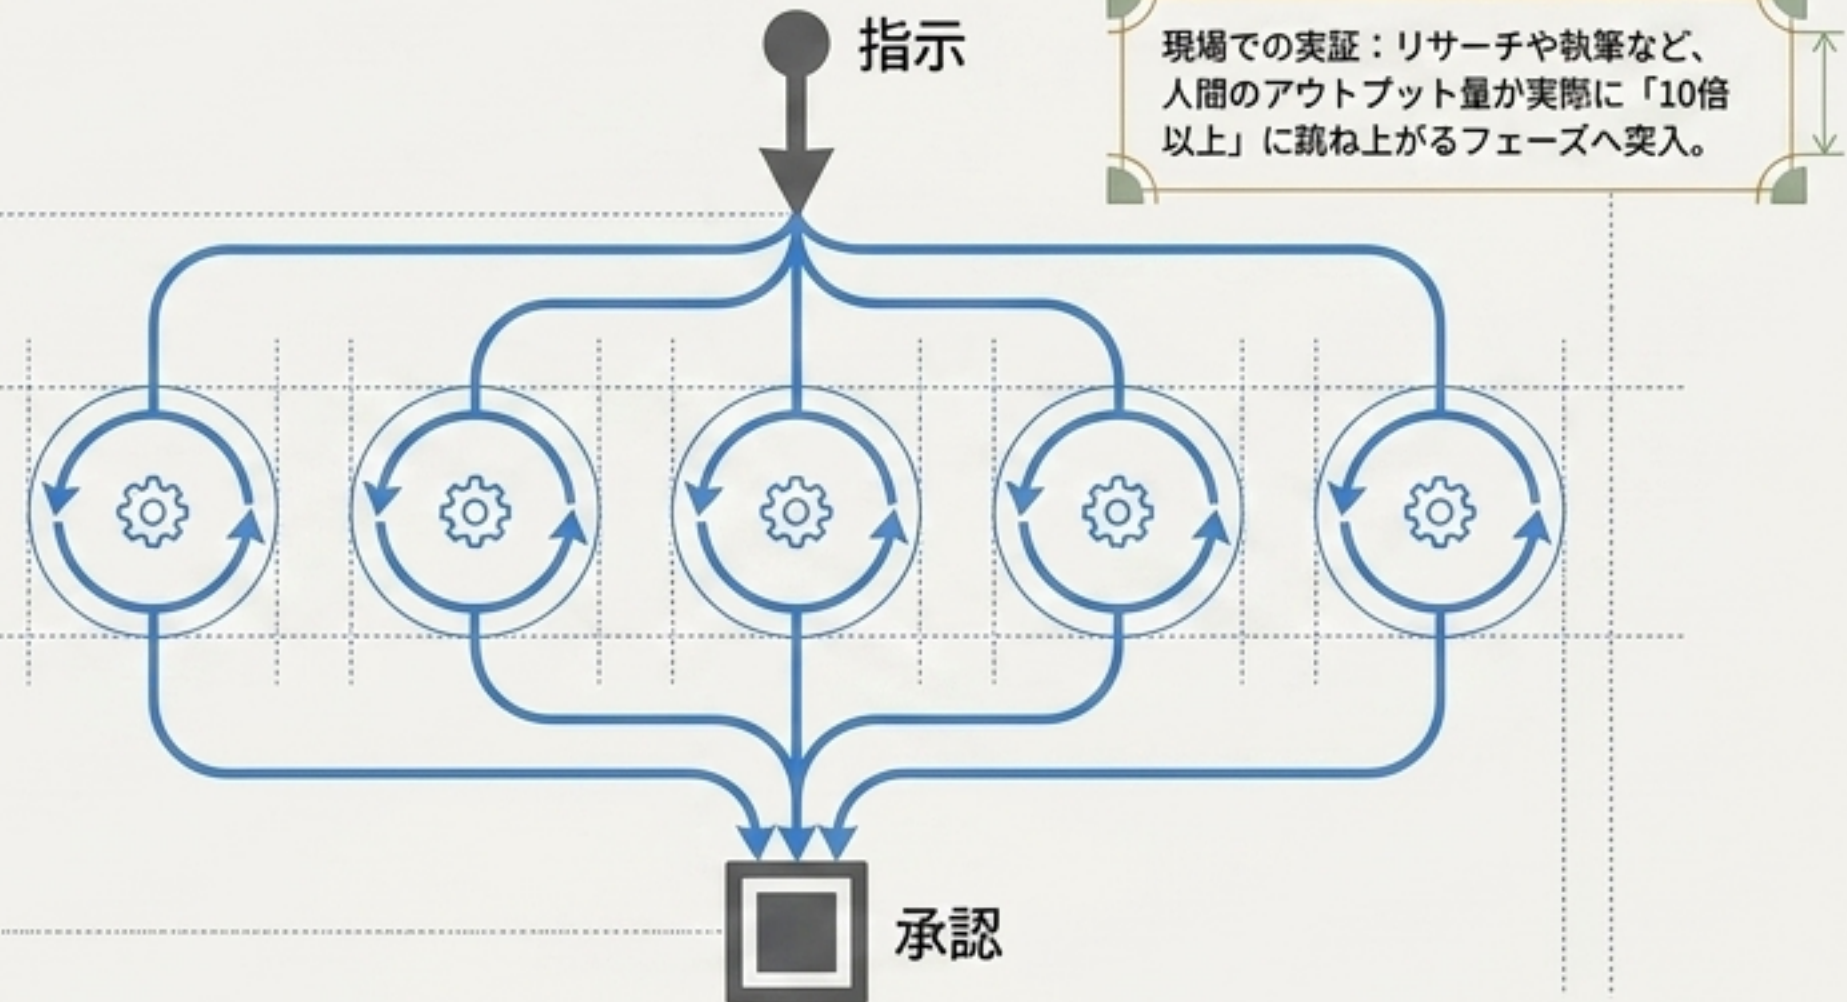 指示
現場での実証：リサーチや執筆など、
人間のアウトプット量が実際に「10倍
以上」に跳ね上がるフェーズへ突入。
承認